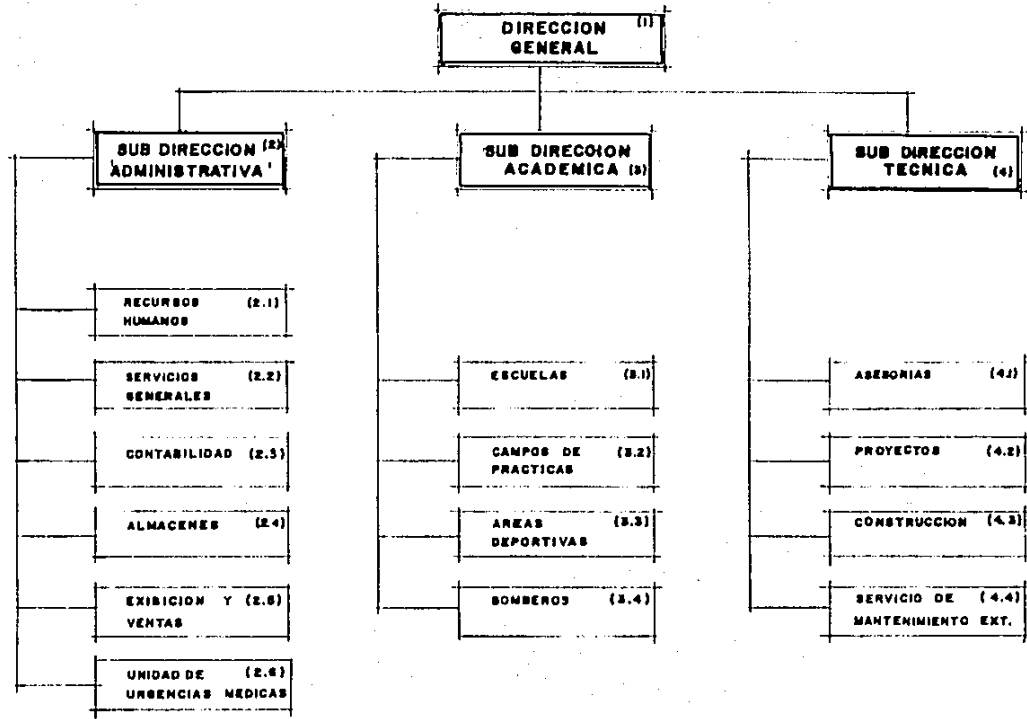 DIRECCION (1)
GENERAL
SUB DIRECCION (2)
'ADMINISTRATIVA'
SUB DIRECCION
ACADEMICA (3)
SUB DIRECCION
TECNICA (4)
RECURSOS (2.1)
HUMANOS
SERVICIOS (2.2)
GENERALES
CONTABILIDAD (2.3)
ALMACENES (2.4)
EXIBICION Y (2.5)
VENTAS
UNIDAD DE (2.6)
URGENCIAS MEDICAS
ESCUELAS (3.1)
CAMPOS DE (3.2)
PRACTICAS
AREAS (3.3)
DEPORTIVAS
BOMBEROS (3.4)
ASESORIAS (4.1)
PROYECTOS (4.2)
CONSTRUCCION (4.3)
SERVICIO DE (4.4)
MANTENIMIENTO EXT.